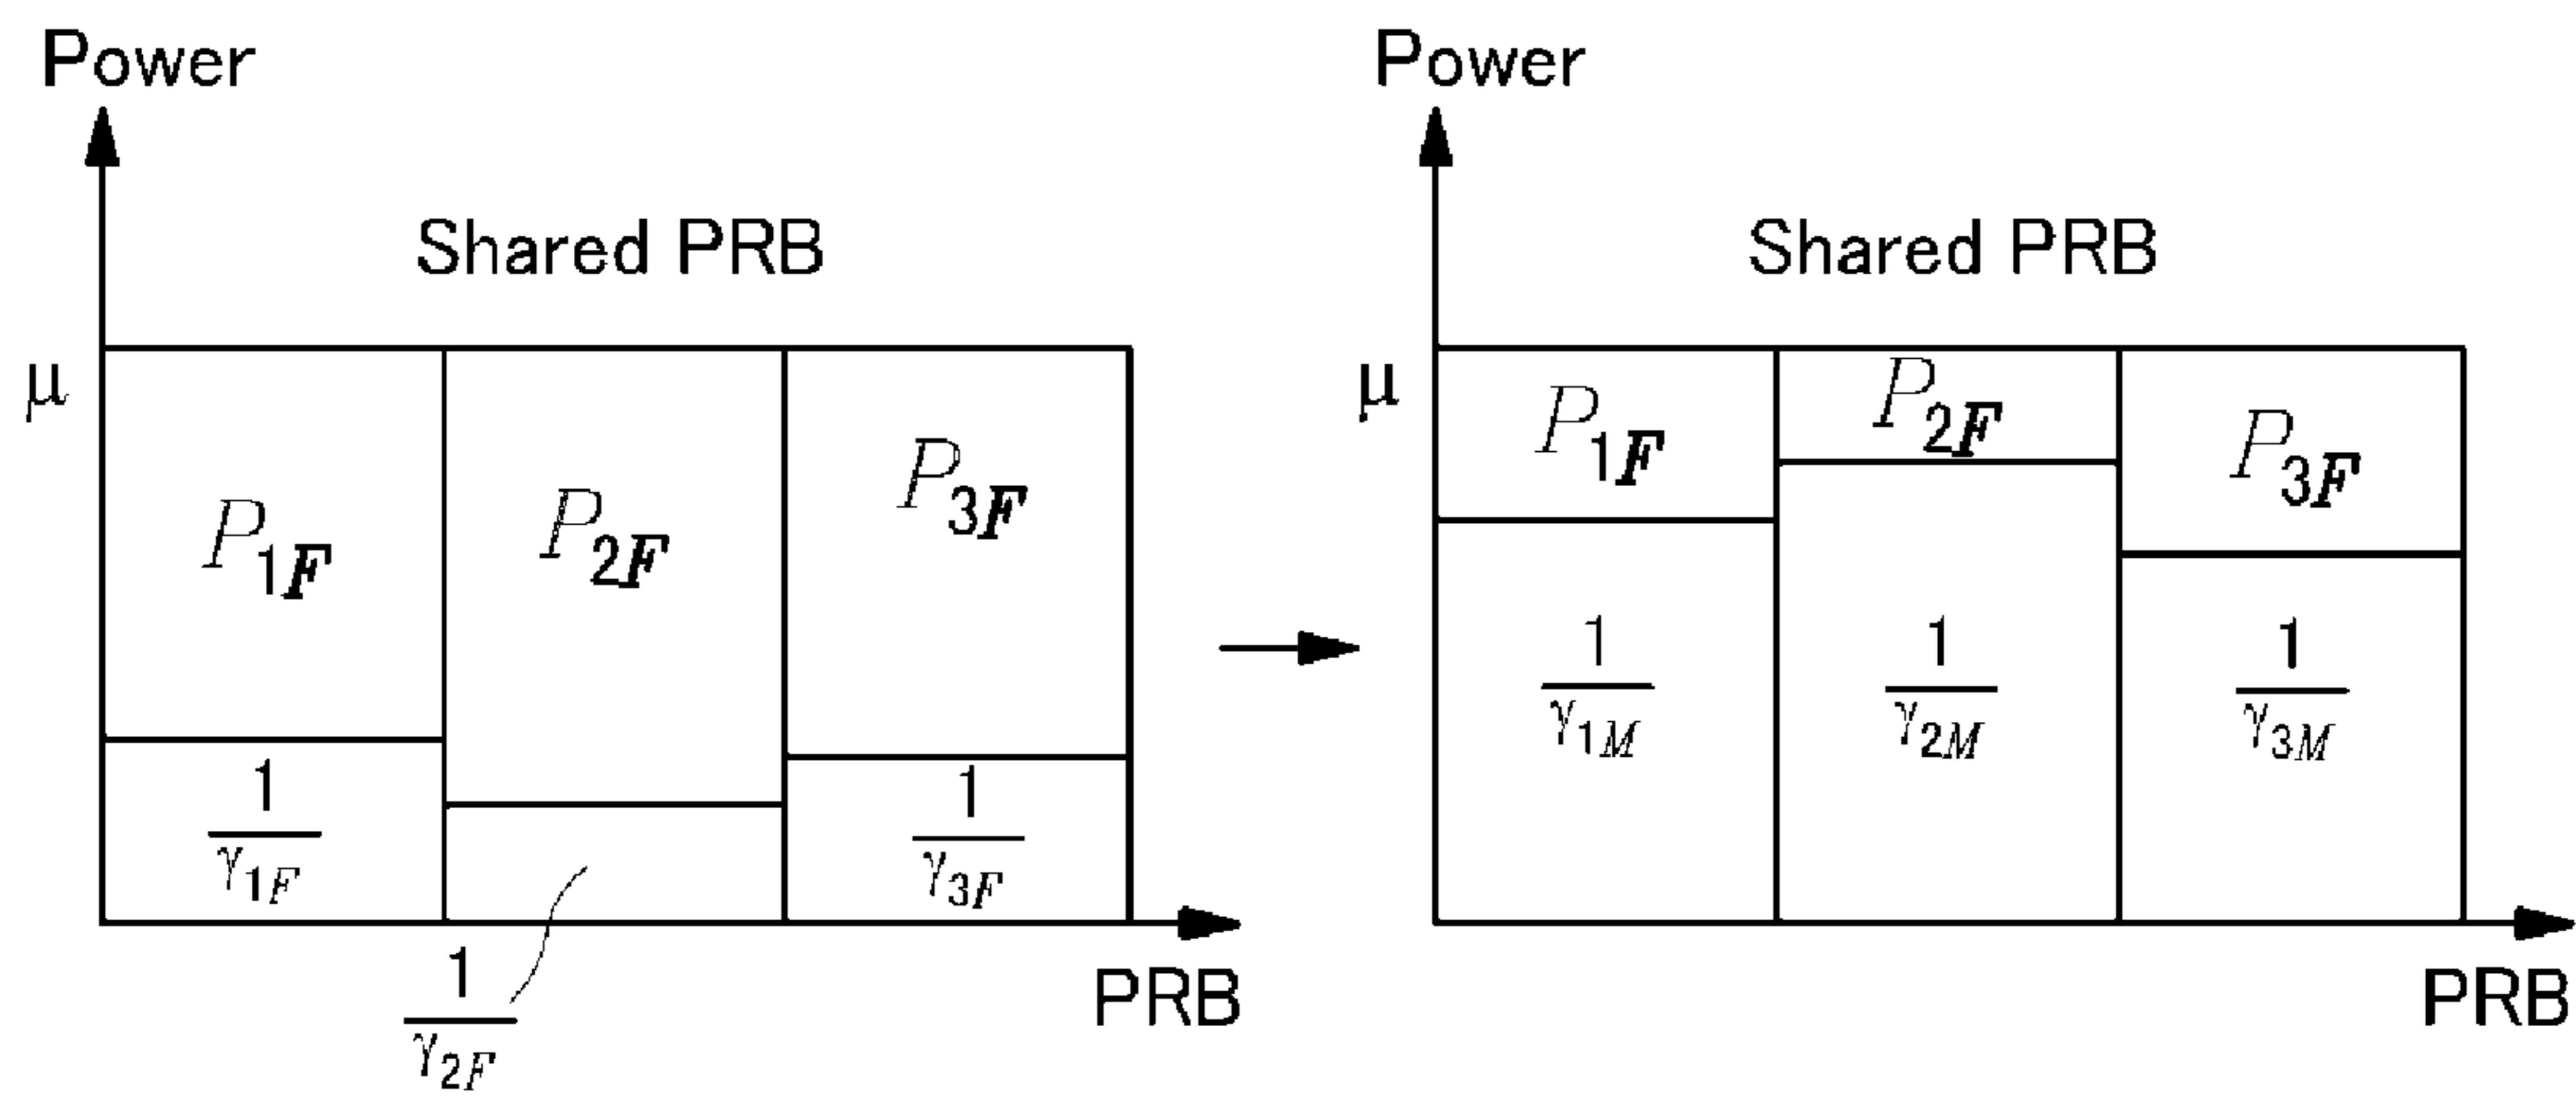 Power
Shared PRB
μ
P1F
P2F
P3F
1
γ1F
1
γ2F
1
γ3F
PRB
Power
Shared PRB
μ
P1F
P2F
P3F
1
γ1M
1
γ2M
1
γ3M
PRB